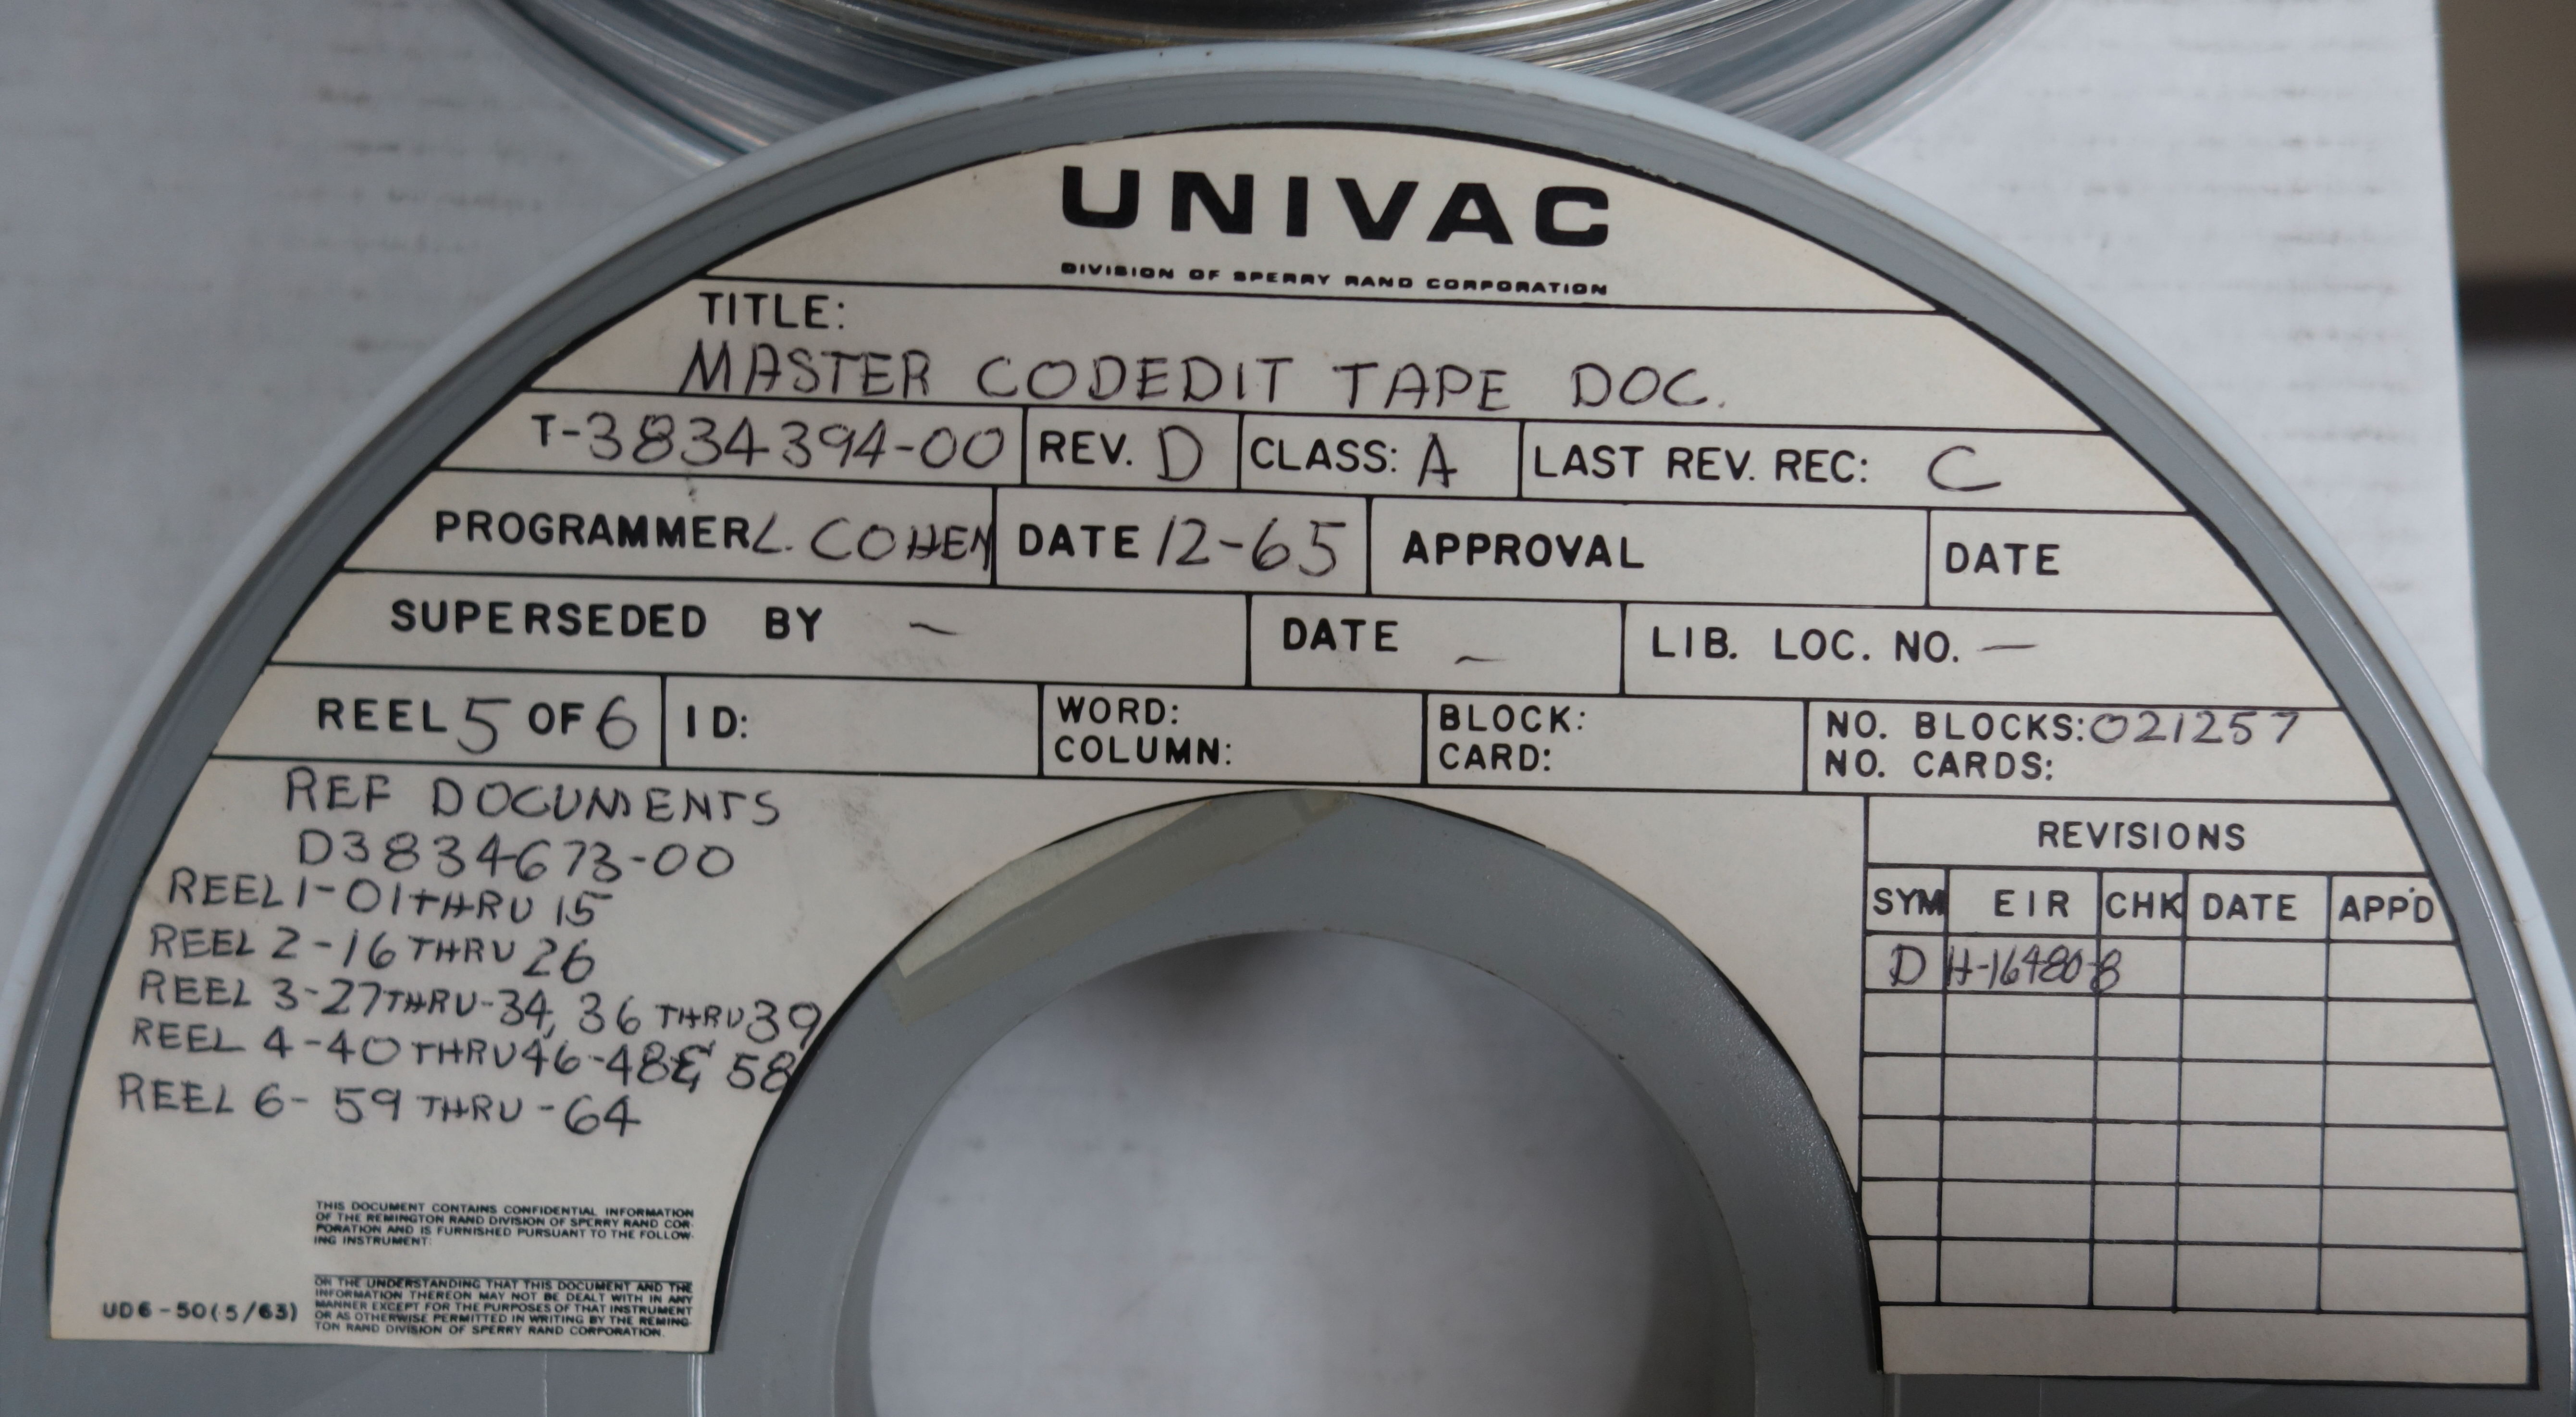 UNIVAC
DIVISION OF SPERRY RAND CORPORATION
TITLE:
MASTER CODEDIT TAPE DOC.
T-3834394-00 REV. D CLASS: A LAST REV. REC: C
PROGRAMMER L. COHEN DATE 12-65 APPROVAL DATE
SUPERSEDED BY – DATE – LIB. LOC. NO. –
REEL 5 OF 6 ID: WORD: BLOCK: NO. BLOCKS: 021257
COLUMN: CARD: NO. CARDS:
REF DOCUMENTS
D3834673-00
REEL 1-01 THRU 15
REEL 2-16 THRU 26
REEL 3-27 THRU-34, 36 THRU 39
REEL 4-40 THRU 46-48 & 58
REEL 6- 59 THRU -64
REVISIONS
SYM EIR CHK DATE APP'D
D H-16480-8
THIS DOCUMENT CONTAINS CONFIDENTIAL INFORMATION
OF THE REMINGTON RAND DIVISION OF SPERRY RAND COR-
PORATION AND IS FURNISHED PURSUANT TO THE FOLLOW-
ING INSTRUMENT:
ON THE UNDERSTANDING THAT THIS DOCUMENT AND THE
INFORMATION THEREON MAY NOT BE DEALT WITH IN ANY
MANNER EXCEPT FOR THE PURPOSES OF THAT INSTRUMENT
OR AS OTHERWISE PERMITTED IN WRITING BY THE REMING-
TON RAND DIVISION OF SPERRY RAND CORPORATION.
UD6-50(5/63)